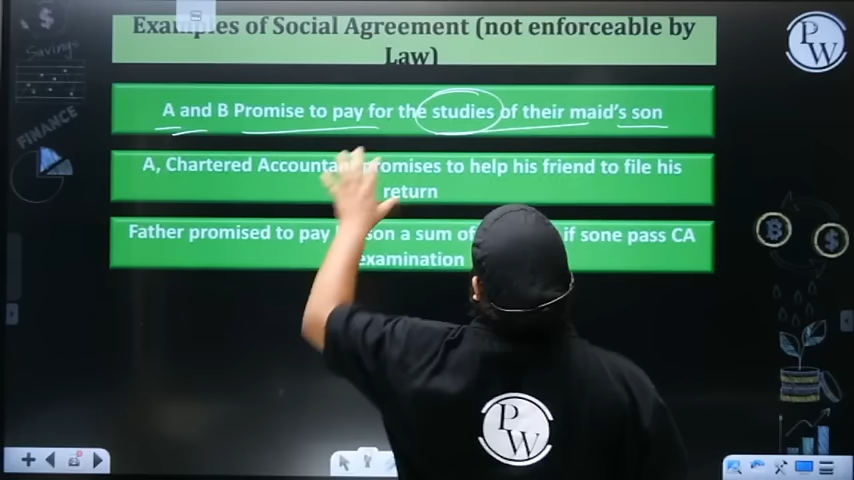 Examples of Social Agreement (not enforceable by
Law)
A and B Promise to pay for the studies of their maid's son
A, Chartered Accountant promises to help his friend to file his
return
Father promised to pay son a sum of if sone pass CA
examination
Savings
FINANCE
PW
PW